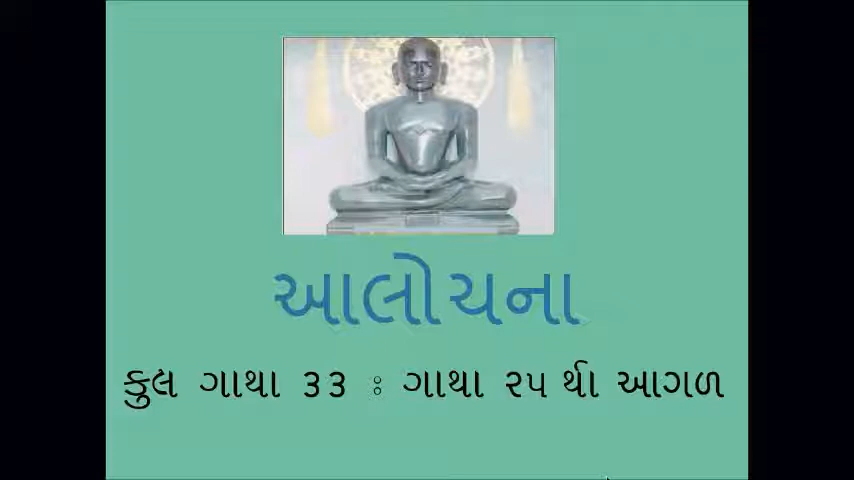 આલોચના
કુલ ગાથા ૩૩ : ગાથા ૨૫ થી આગળ